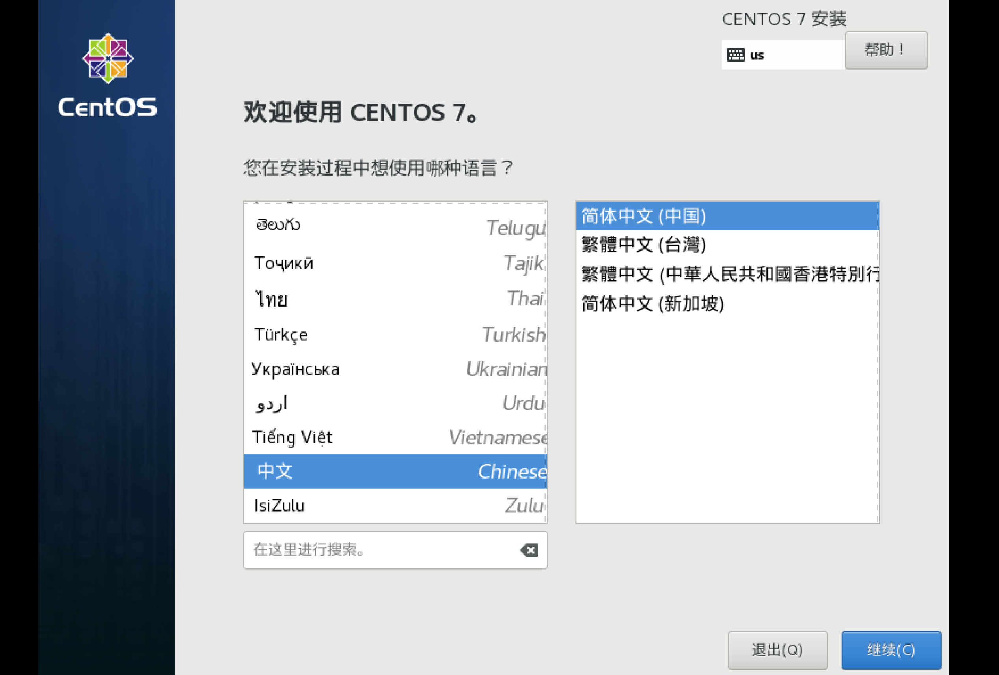 CentOS
CENTOS 7 安装
us
帮助！
欢迎使用 CENTOS 7。
您在安装过程中想使用哪种语言？
తెలుగు Telugu
Тоҷикӣ Tajik
ไทย Thai
Türkçe Turkish
Українська Ukrainian
اردو Urdu
Tiếng Việt Vietnamese
中文 Chinese
IsiZulu Zulu
简体中文 (中国)
繁體中文 (台灣)
繁體中文 (中華人民共和國香港特別行
简体中文 (新加坡)
在这里进行搜索。
退出(Q)
继续(C)